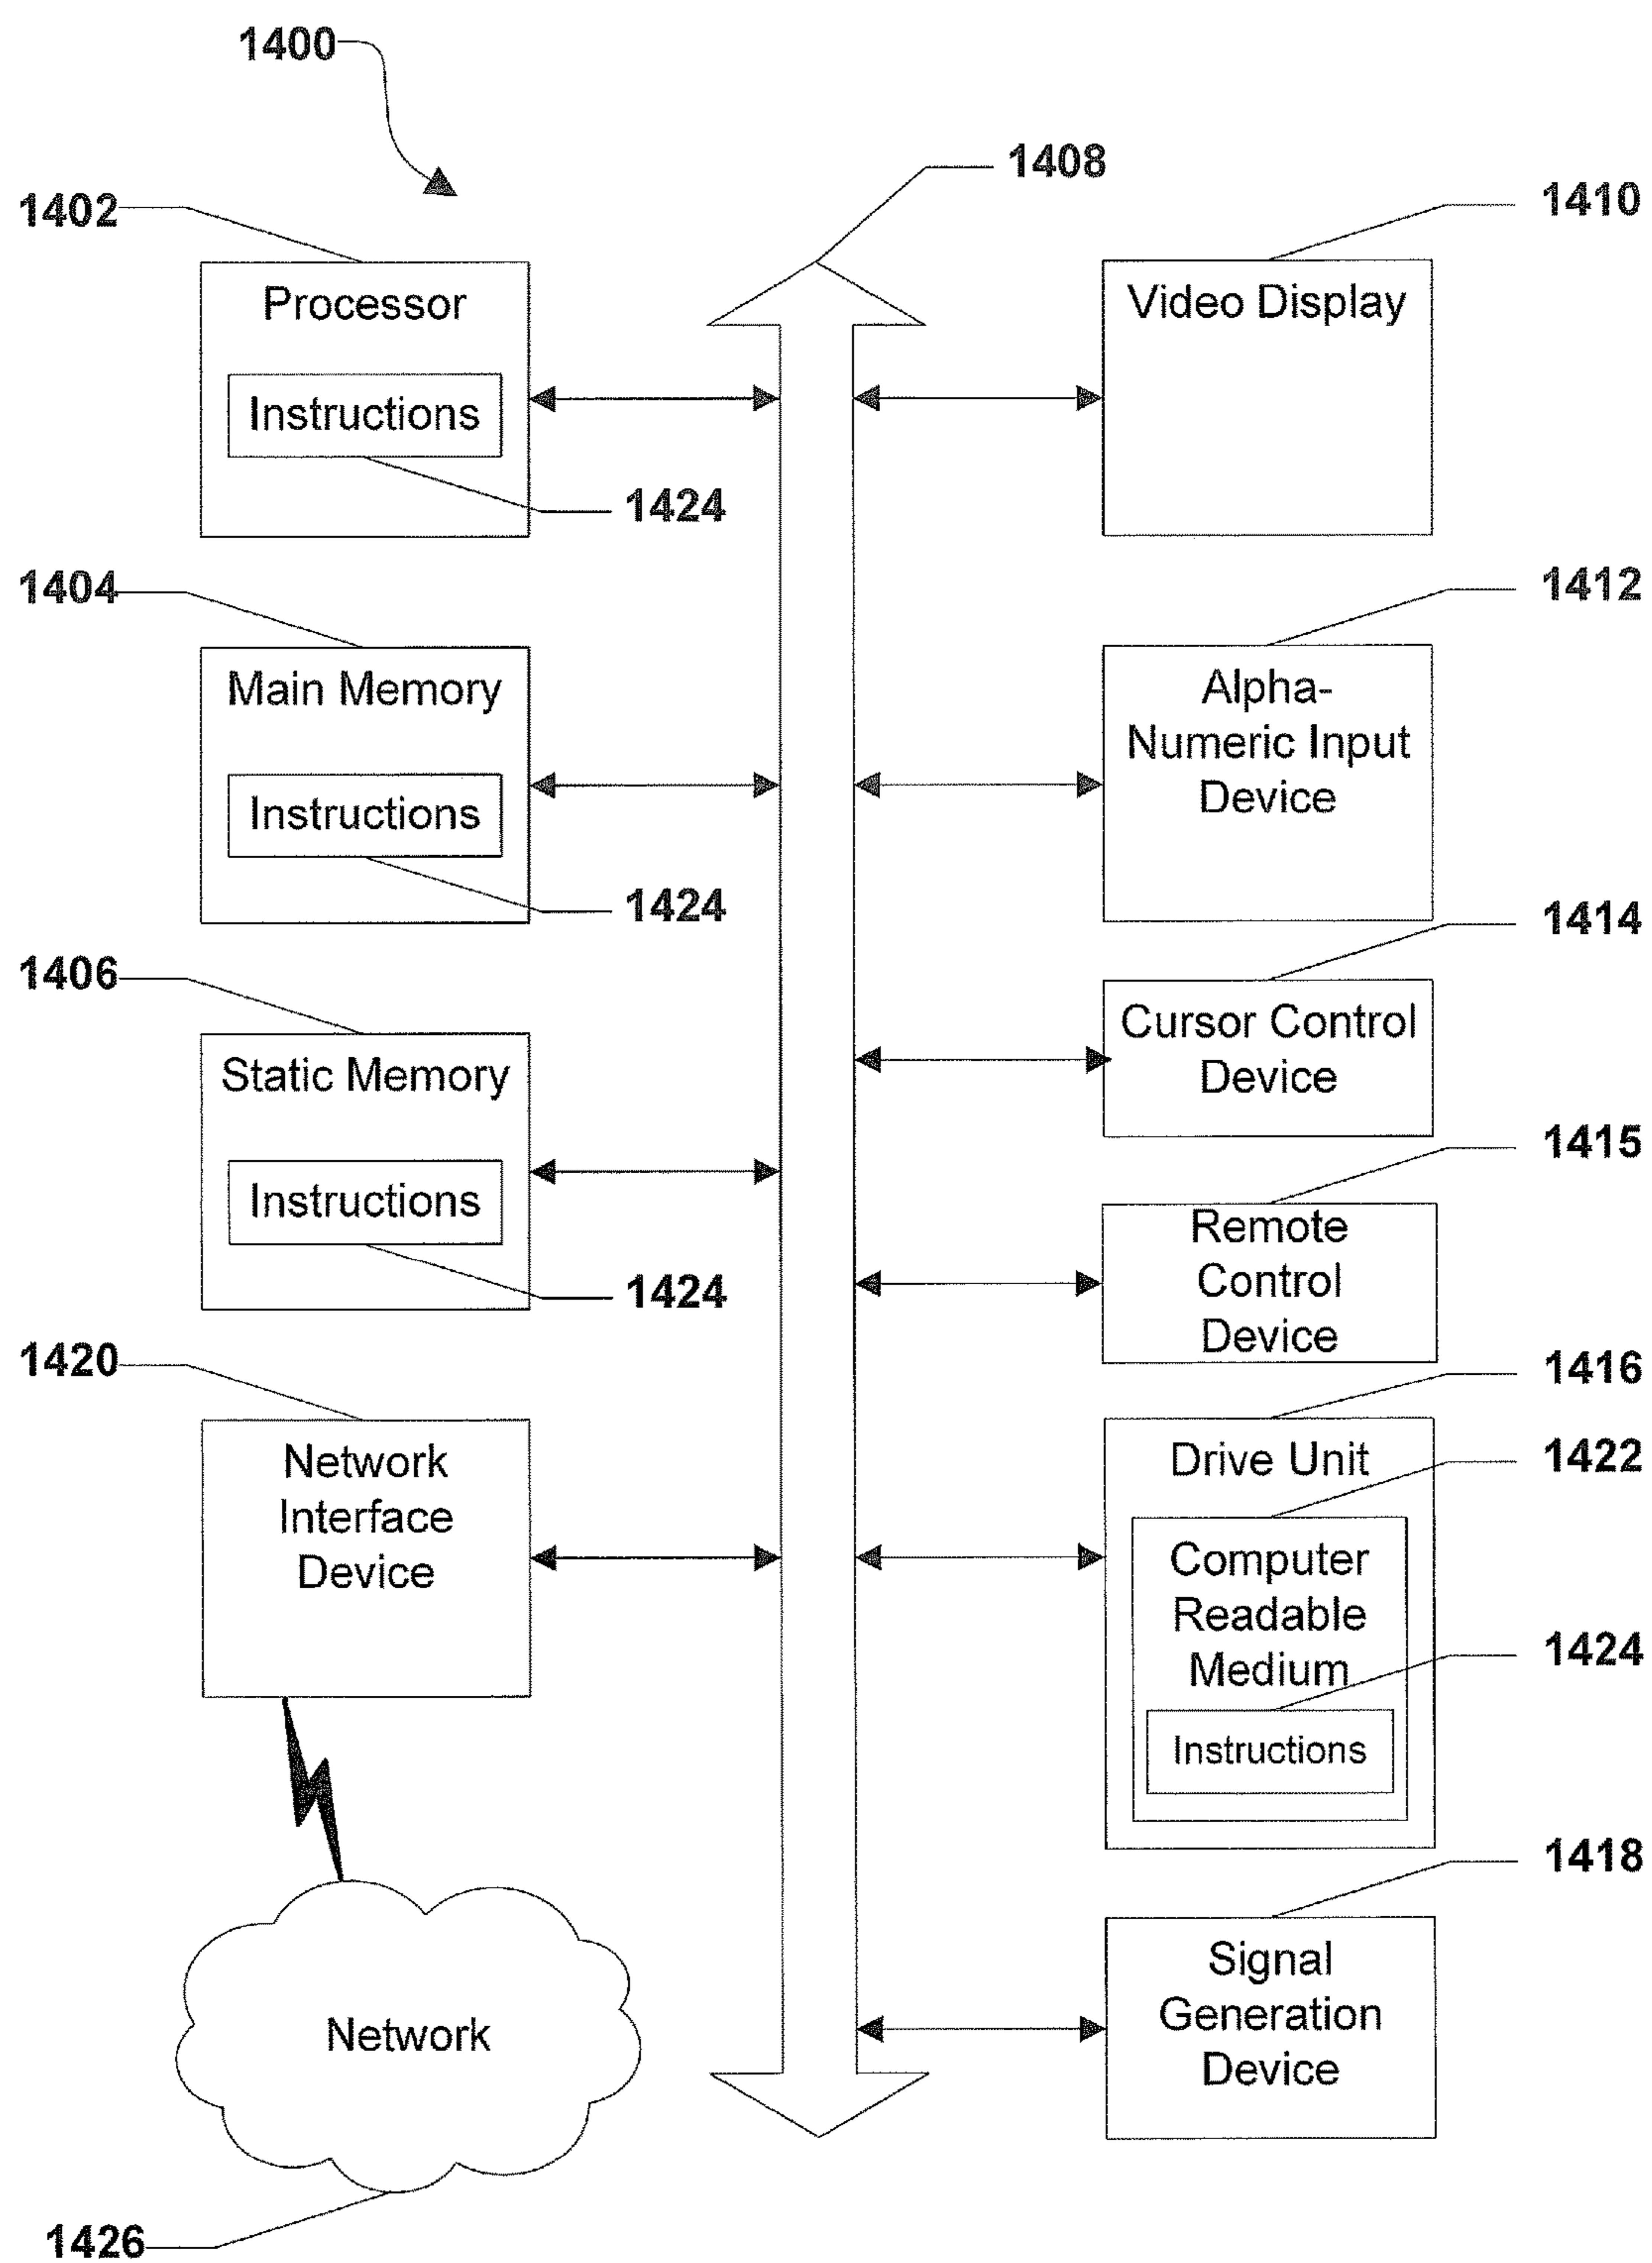 1400
1408
1402
1410
Processor
Video Display
Instructions
1424
1404
1412
Main Memory
Alpha-
Numeric Input
Device
Instructions
1424
1414
1406
Cursor Control
Device
Static Memory
1415
Instructions
Remote
Control
Device
1424
1420
1416
Network
Interface
Device
Drive Unit
1422
Computer
Readable
Medium
1424
Instructions
1418
Signal
Generation
Device
Network
1426